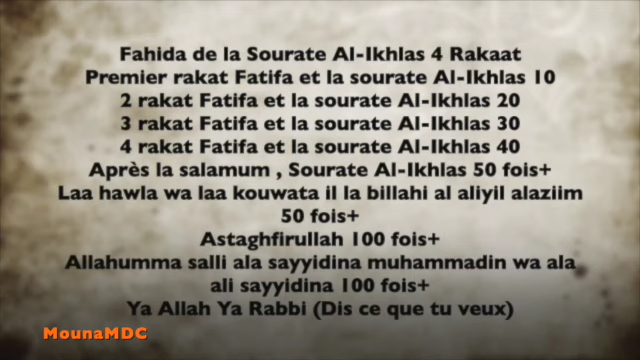 Fahida de la Sourate Al-Ikhlas 4 Rakaat
Premier rakat Fatifa et la sourate Al-Ikhlas 10
2 rakat Fatifa et la sourate Al-Ikhlas 20
3 rakat Fatifa et la sourate Al-Ikhlas 30
4 rakat Fatifa et la sourate Al-Ikhlas 40
Après la salamum , Sourate Al-Ikhlas 50 fois+
Laa hawla wa laa kouwata il la billahi al aliyil alaziim
50 fois+
Astaghfirullah 100 fois+
Allahumma salli ala sayyidina muhammadin wa ala
ali sayyidina 100 fois+
Ya Allah Ya Rabbi (Dis ce que tu veux)
MounaMDC